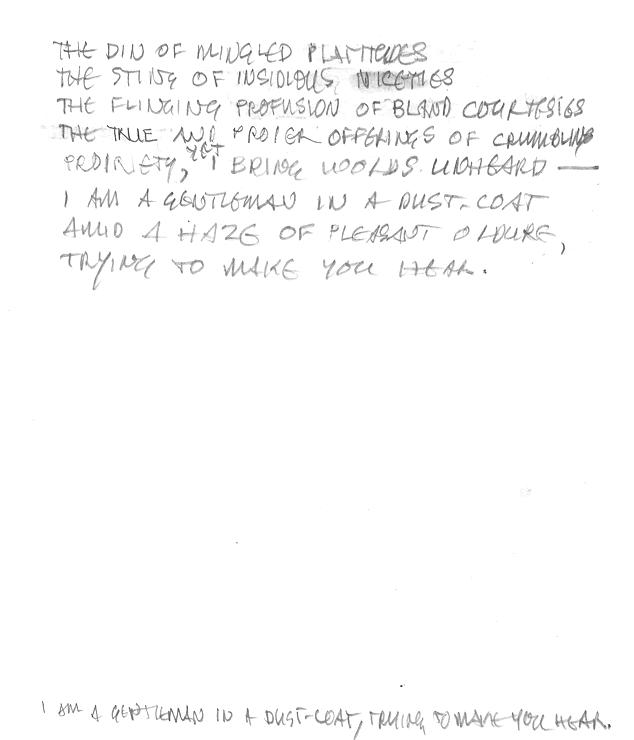 THE DIN OF MINGLED PLATITUDES
THE STING OF INSIDIOUS NICETIES
THE FLINGING PROFUSION OF BLAND COURTESIES
THE TRUE AND PROPER OFFERINGS OF CRUMBLING
PROPRIETY, YET I BRING WORDS UNHEARD —
I AM A GENTLEMAN IN A DUST-COAT
AMID A HAZE OF PLEASANT
TRYING TO MAKE YOU HEAR.
I AM A GENTLEMAN IN A DUST-COAT, TRYING TO MAKE YOU HEAR.